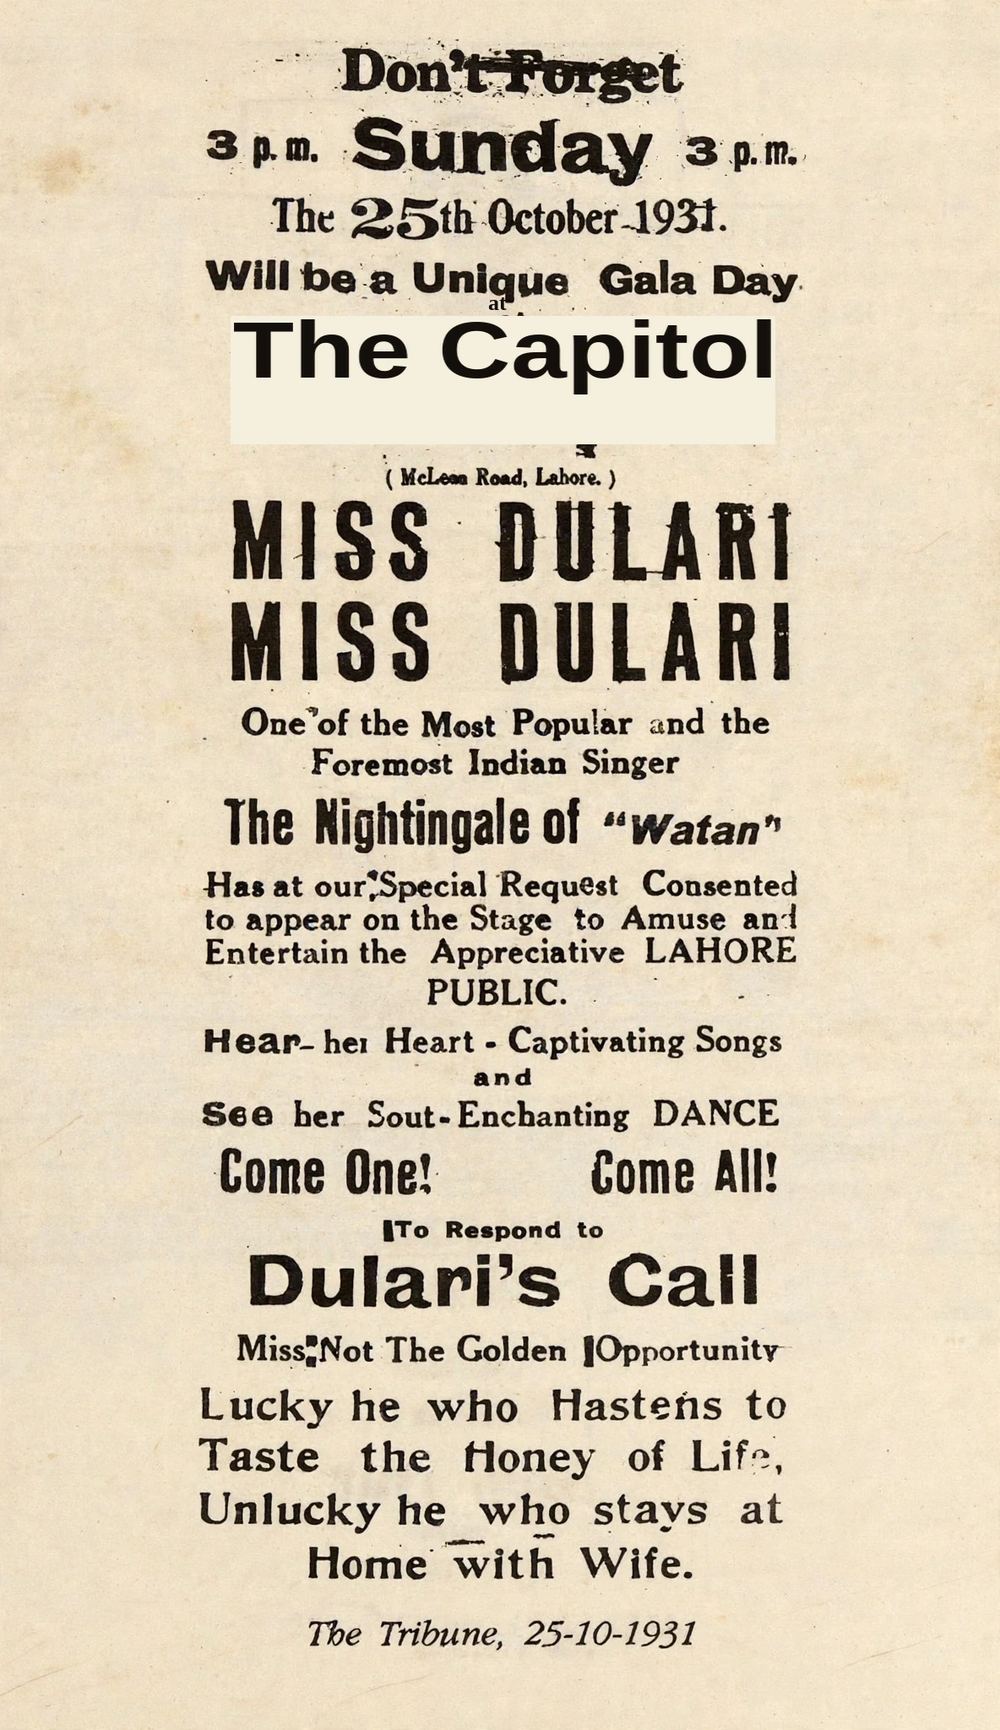 Don't Forget
3 p.m. Sunday 3 p.m.
The 25th October 1931.
Will be a Unique Gala Day
at
The Capitol
( McLean Road, Lahore. )
MISS DULARI
MISS DULARI
One of the Most Popular and the
Foremost Indian Singer
The Nightingale of "Watan"
Has at our Special Request Consented
to appear on the Stage to Amuse and
Entertain the Appreciative LAHORE
PUBLIC.
Hear her Heart - Captivating Songs
and
See her Sout-Enchanting DANCE
Come One! Come All!
To Respond to
Dulari's Call
Miss Not The Golden Opportunity
Lucky he who Hastens to
Taste the Honey of Life,
Unlucky he who stays at
Home with Wife.
The Tribune, 25-10-1931